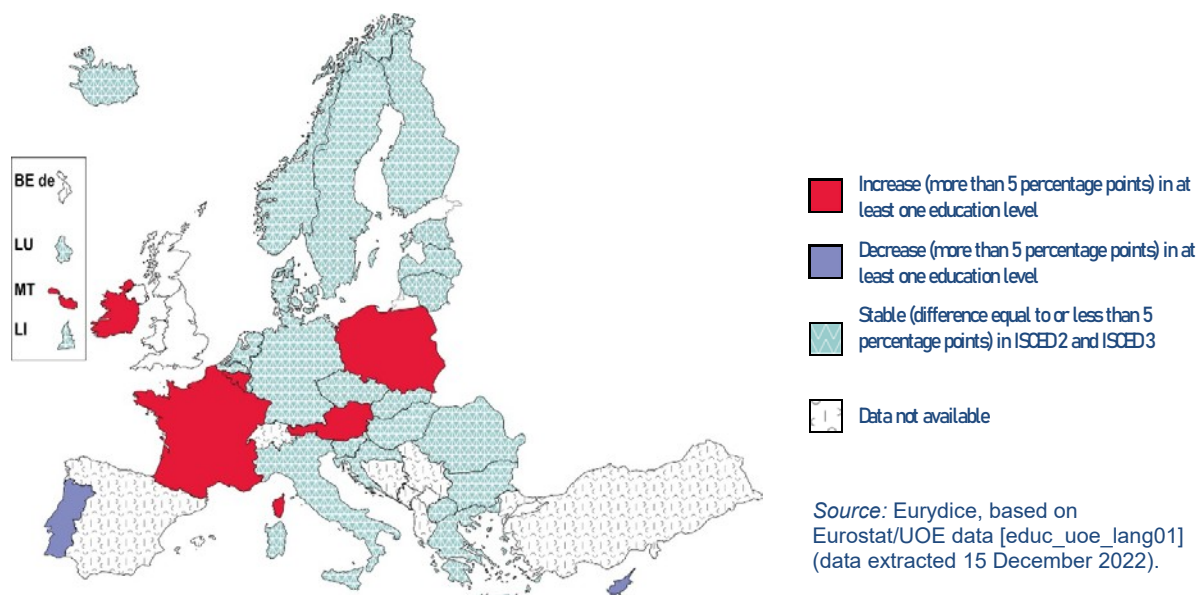 BE de
LU
MT
LI
Increase (more than 5 percentage points) in at
least one education level
Decrease (more than 5 percentage points) in at
least one education level
Stable (difference equal to or less than 5
percentage points) in ISCED 2 and ISCED 3
Data not available
Source: Eurydice, based on
Eurostat/UOE data [educ_uoe_lang01]
(data extracted 15 December 2022).